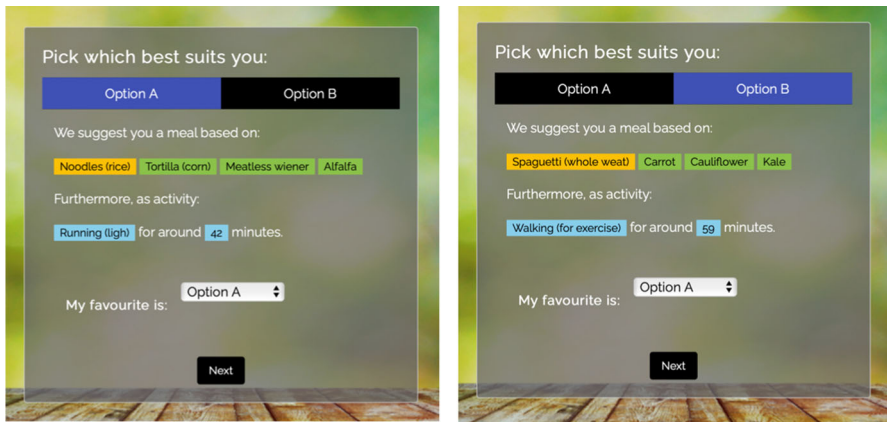 Pick which best suits you:
Option A Option B
We suggest you a meal based on:
Noodles (rice) Tortilla (corn) Meatless wiener Alfalfa
Furthermore, as activity:
Running (ligh) for around 42 minutes.
My favourite is: Option A
Next
Pick which best suits you:
Option A Option B
We suggest you a meal based on:
Spaguetti (whole weat) Carrot Cauliflower Kale
Furthermore, as activity:
Walking (for exercise) for around 59 minutes.
My favourite is: Option A
Next